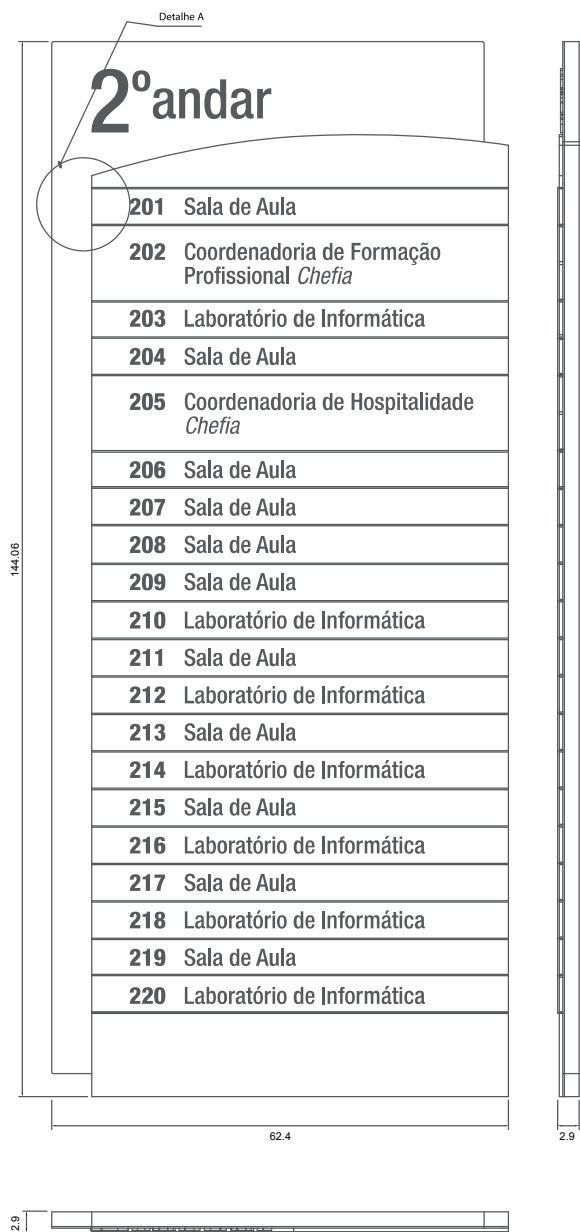 Detalhe A
2º andar
201 Sala de Aula
202 Coordenadoria de Formação
Profissional Chefia
203 Laboratório de Informática
204 Sala de Aula
205 Coordenadoria de Hospitalidade
Chefia
206 Sala de Aula
207 Sala de Aula
208 Sala de Aula
209 Sala de Aula
210 Laboratório de Informática
211 Sala de Aula
212 Laboratório de Informática
213 Sala de Aula
214 Laboratório de Informática
215 Sala de Aula
216 Laboratório de Informática
217 Sala de Aula
218 Laboratório de Informática
219 Sala de Aula
220 Laboratório de Informática
144.06
62.4
2.9
2.9